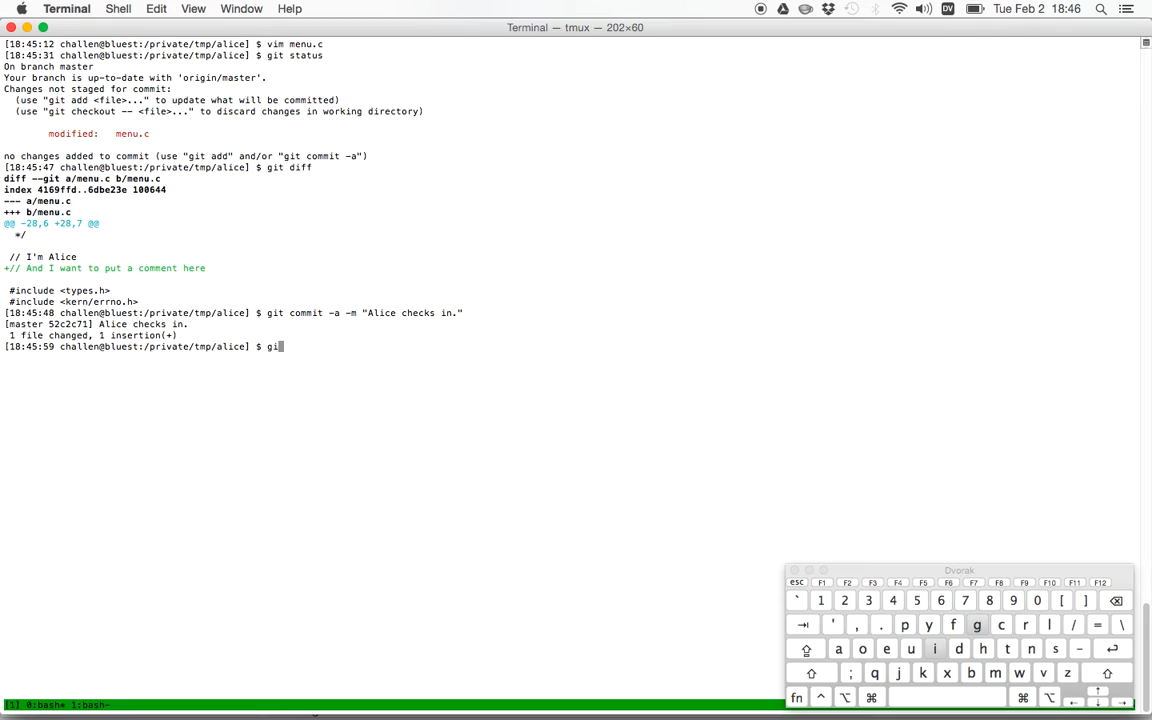 Terminal Shell Edit View Window Help DV Tue Feb 2 18:46
Terminal — tmux — 202×60
[18:45:12 challen@bluest:/private/tmp/alice] $ vim menu.c
[18:45:31 challen@bluest:/private/tmp/alice] $ git status
On branch master
Your branch is up-to-date with 'origin/master'.
Changes not staged for commit:
  (use "git add <file>..." to update what will be committed)
  (use "git checkout -- <file>..." to discard changes in working directory)
        modified:   menu.c
no changes added to commit (use "git add" and/or "git commit -a")
[18:45:47 challen@bluest:/private/tmp/alice] $ git diff
diff --git a/menu.c b/menu.c
index 4169ffd..6dbe23e 100644
--- a/menu.c
+++ b/menu.c
@@ -28,6 +28,7 @@
  */
 // I'm Alice
+// And I want to put a comment here
 #include <types.h>
 #include <kern/errno.h>
[18:45:48 challen@bluest:/private/tmp/alice] $ git commit -a -m "Alice checks in."
[master 52c2c71] Alice checks in.
 1 file changed, 1 insertion(+)
[18:45:59 challen@bluest:/private/tmp/alice] $ gi
Dvorak
esc F1 F2 F3 F4 F5 F6 F7 F8 F9 F10 F11 F12
` 1 2 3 4 5 6 7 8 9 0 [ ] ⌫
⇥ ' , . p y f g c r l / = \
⇪ a o e u i d h t n s - ↩
⇧ ; q j k x b m w v z ⇧
fn ^ ⌥ ⌘ ⌘ ⌥ ← ↑ ↓ →
[1] 0:bash* 1:bash-